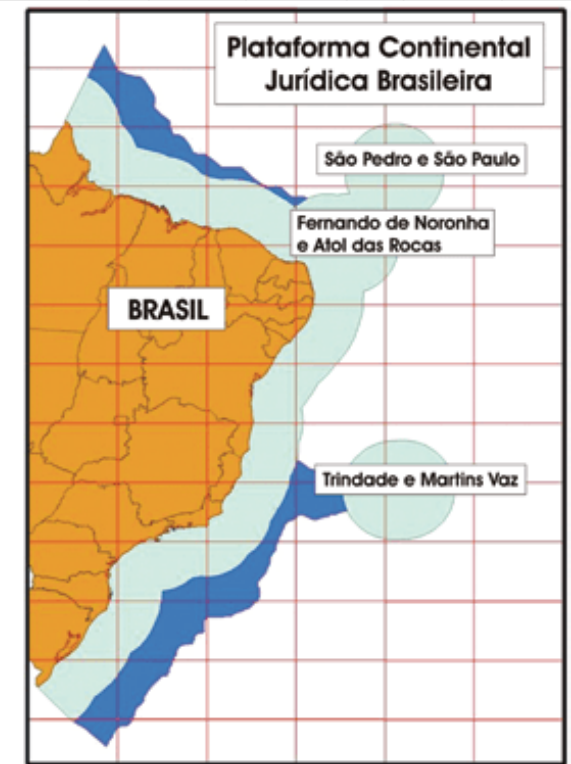 Plataforma Continental
Jurídica Brasileira
São Pedro e São Paulo
Fernando de Noronha
e Atol das Rocas
BRASIL
Trindade e Martins Vaz